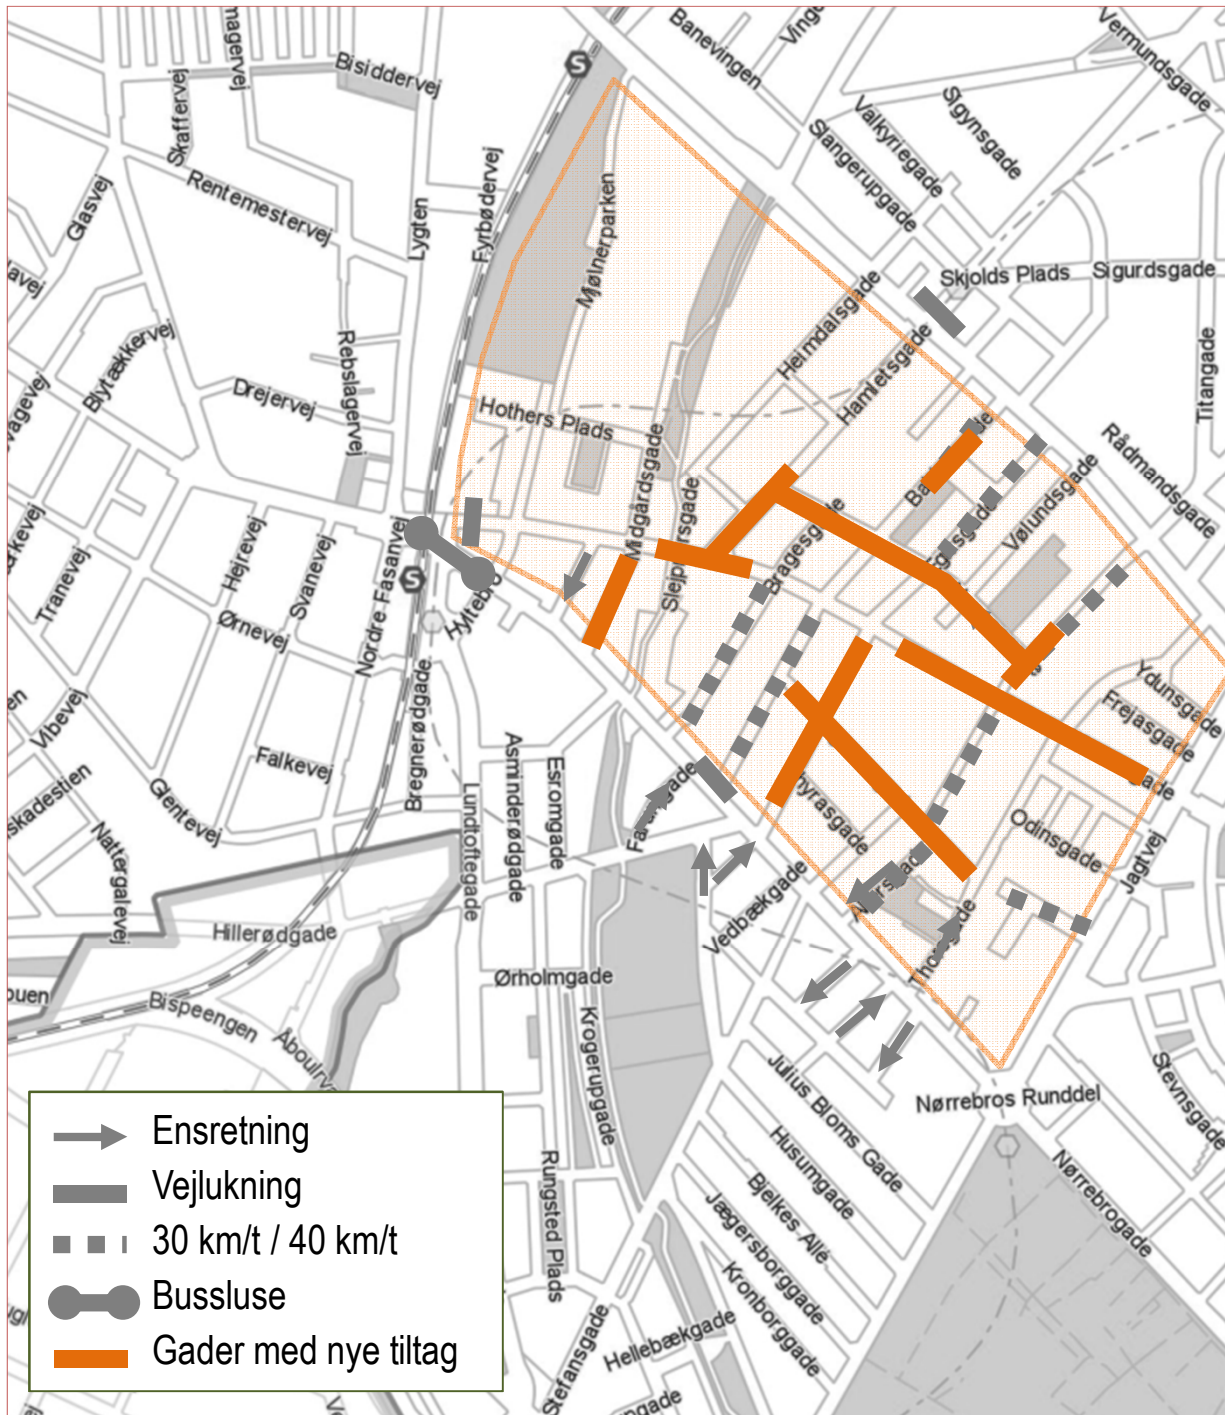 Banevingen
Vermundsgade
Bisiddervej
Skaffervej
Sigynsgade
Valkyriegade
Slangerupgade
Rentemestervej
Glasvej
Lygten
Fyrbødervej
Mjølnerparken
Skjolds Plads
Sigurdsgade
Heimdalsgade
Hamletsgade
Titangade
Blytækkervej
Rebslagervej
Drejervej
Hothers Plads
Midgårdsgade
Rådmandsgade
Vølundsgade
Bragesgade
Hejrevej
Svanevej
Tranevej
Ørnevej
Nordre Fasanvej
S
S
Vibevej
Falkevej
Glentevej
Bregnerødgade
Asminderødgade
Esromgade
Lundtoftegade
Ydunsgade
Frejasgade
Odinsgade
Jagtvej
Nattergalevej
Hillerødgade
Vedbækgade
Ørholmgade
Bispeengen
Krogerupgade
Julius Bloms Gade
Husumgade
Bjelkes Allé
Jægersborggade
Kronborggade
Nørrebros Runddel
Nørrebrogade
Stevnsgade
Rungsted Plads
Stefansgade
Hellebækgade
Ensretning
Vejlukning
30 km/t / 40 km/t
Bussluse
Gader med nye tiltag